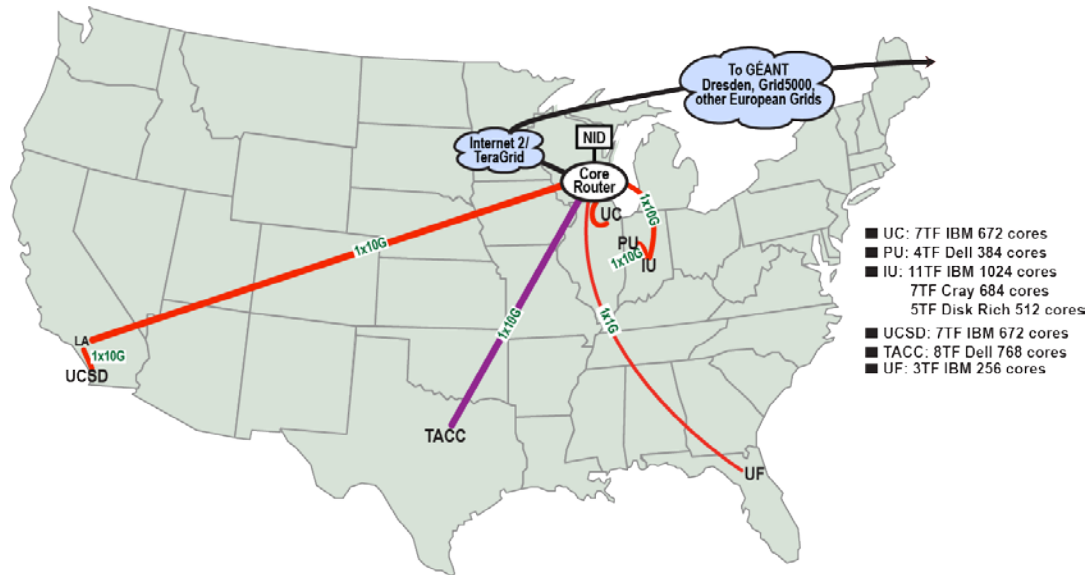 To GÉANT
Dresden, Grid5000,
other European Grids
Internet 2/
TeraGrid
NID
Core
Router
UC
1x10G
PU
1x10G
IU
1x10G
1x10G
1x1G
LA
1x10G
UCSD
TACC
UF
UC: 7TF IBM 672 cores
PU: 4TF Dell 384 cores
IU: 11TF IBM 1024 cores
7TF Cray 684 cores
5TF Disk Rich 512 cores
UCSD: 7TF IBM 672 cores
TACC: 8TF Dell 768 cores
UF: 3TF IBM 256 cores